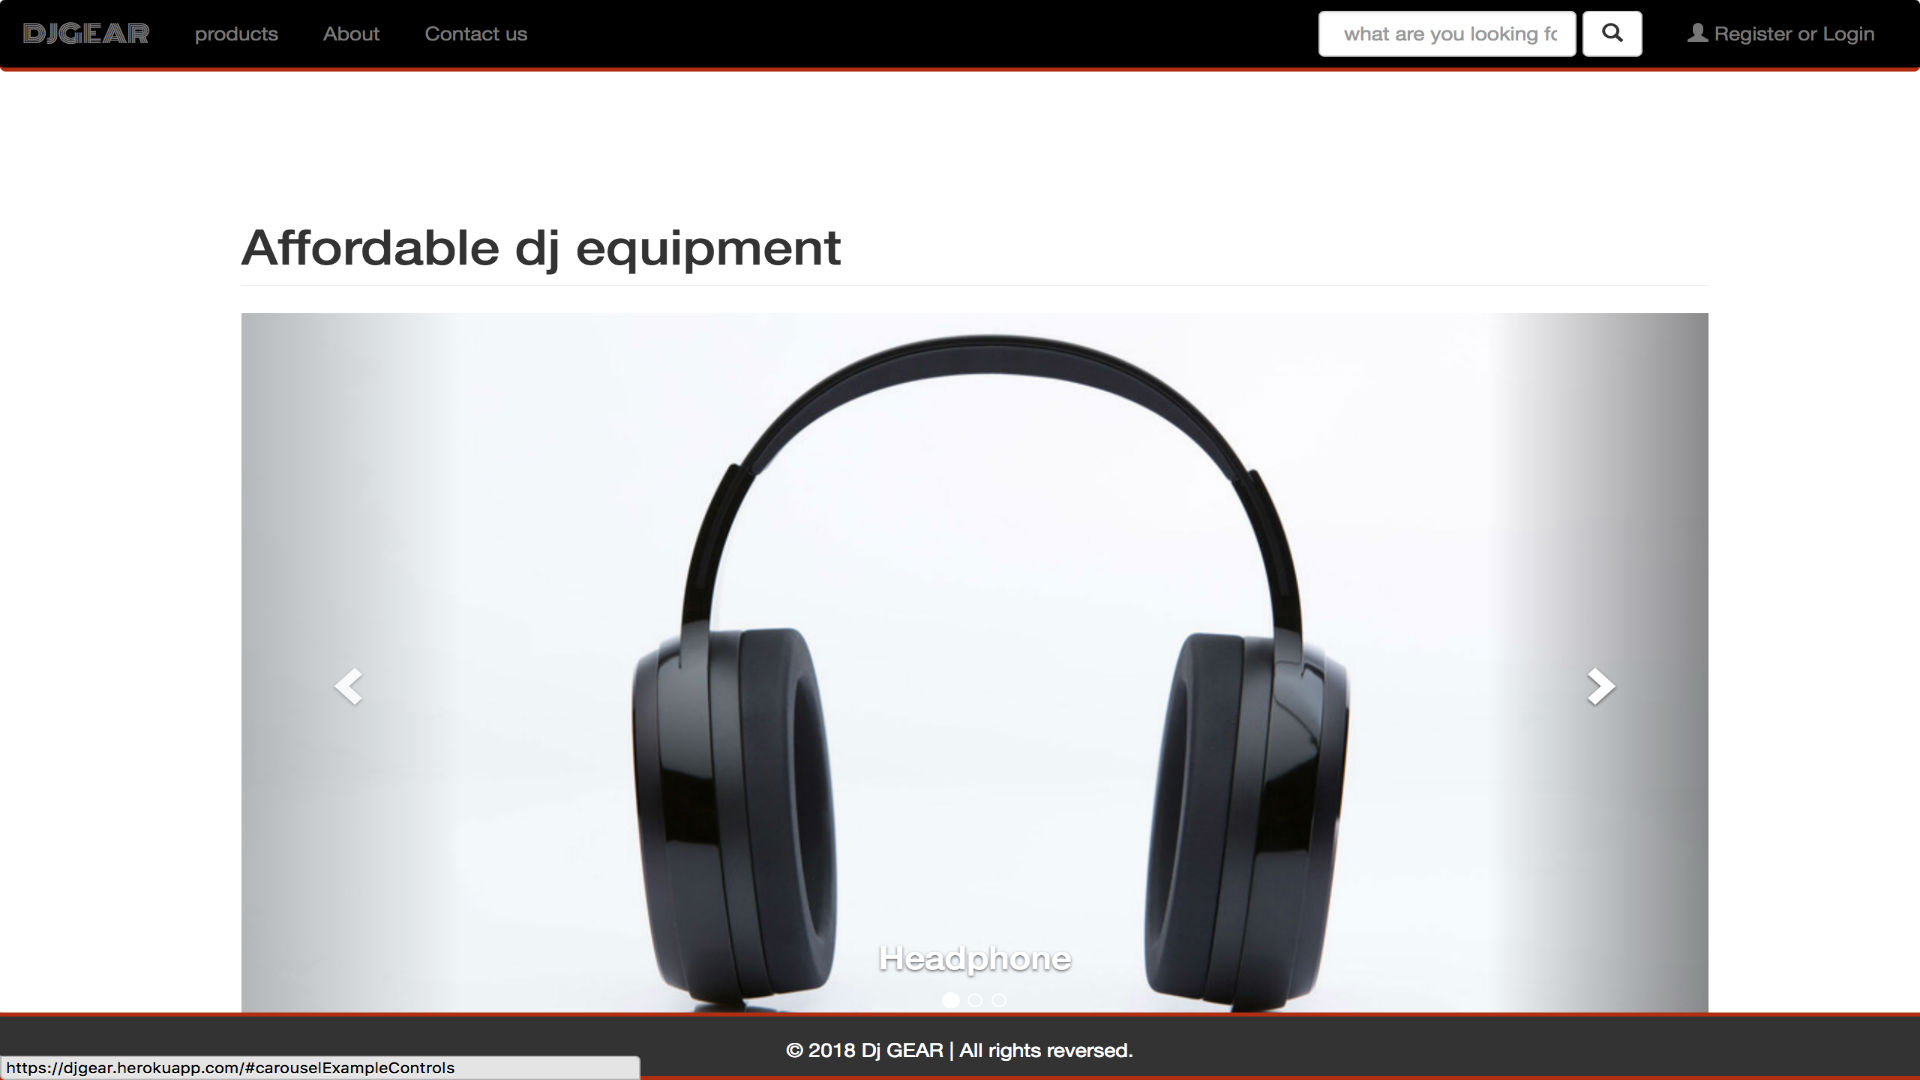 DJGEAR products About Contact us what are you looking fo Register or Login
Affordable dj equipment
Headphone
© 2018 Dj GEAR | All rights reversed.
https://djgear.herokuapp.com/#carouselExampleControls